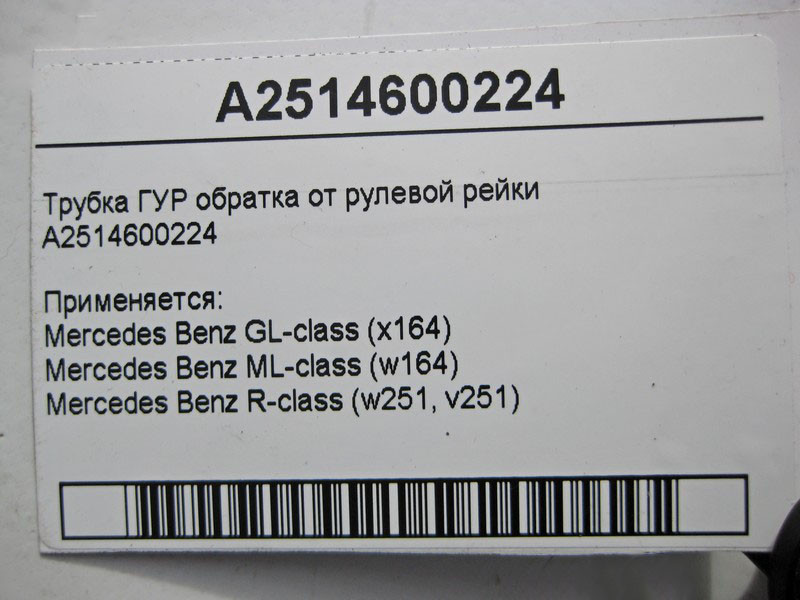 A2514600224
Трубка ГУР обратка от рулевой рейки
A2514600224
Применяется:
Mercedes Benz GL-class (x164)
Mercedes Benz ML-class (w164)
Mercedes Benz R-class (w251, v251)